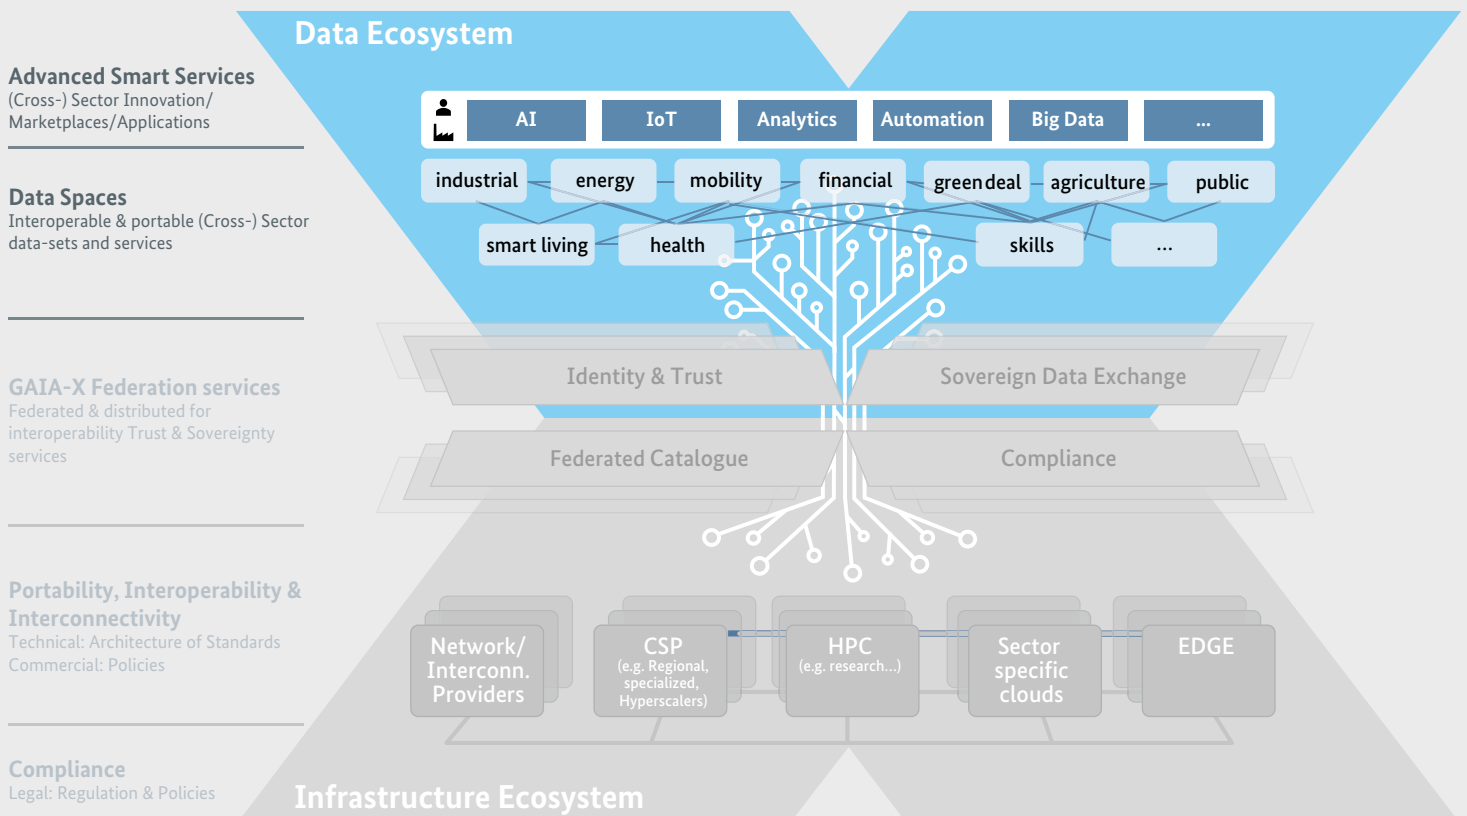 Data Ecosystem
Advanced Smart Services
(Cross-) Sector Innovation/
Marketplaces/Applications
AI
IoT
Analytics
Automation
Big Data
...
Data Spaces
Interoperable & portable (Cross-) Sector
data-sets and services
industrial
energy
mobility
financial
green deal
agriculture
public
smart living
health
skills
...
GAIA-X Federation services
Federated & distributed for
interoperability Trust & Sovereignty
services
Identity & Trust
Sovereign Data Exchange
Federated Catalogue
Compliance
Portability, Interoperability &
Interconnectivity
Technical: Architecture of Standards
Commercial: Policies
Network/
Interconn.
Providers
CSP
(e.g. Regional,
specialized,
Hyperscalers)
HPC
(e.g. research...)
Sector
specific
clouds
EDGE
Compliance
Legal: Regulation & Policies
Infrastructure Ecosystem